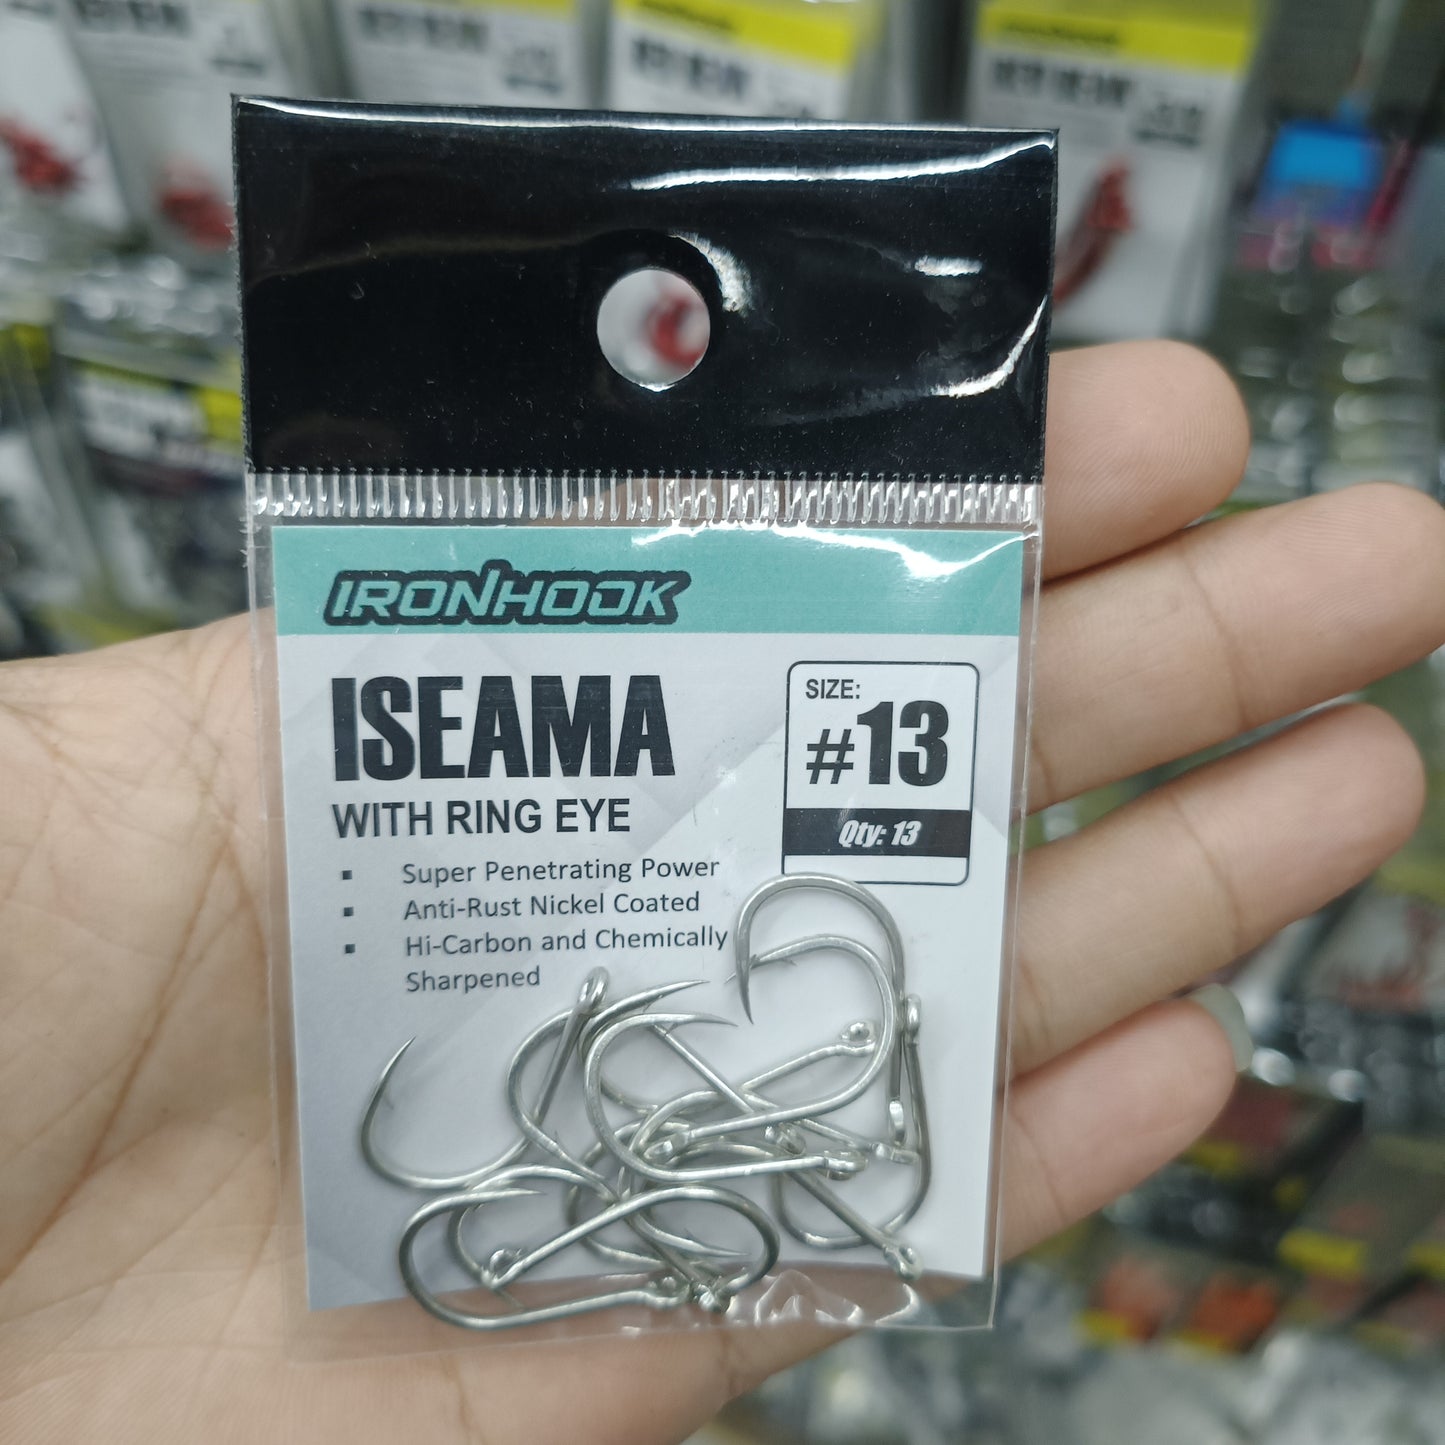 IRONHOOK
ISEAMA
WITH RING EYE
▪ Super Penetrating Power
▪ Anti-Rust Nickel Coated
▪ Hi-Carbon and Chemically
Sharpened
SIZE:
#13
Qty: 13